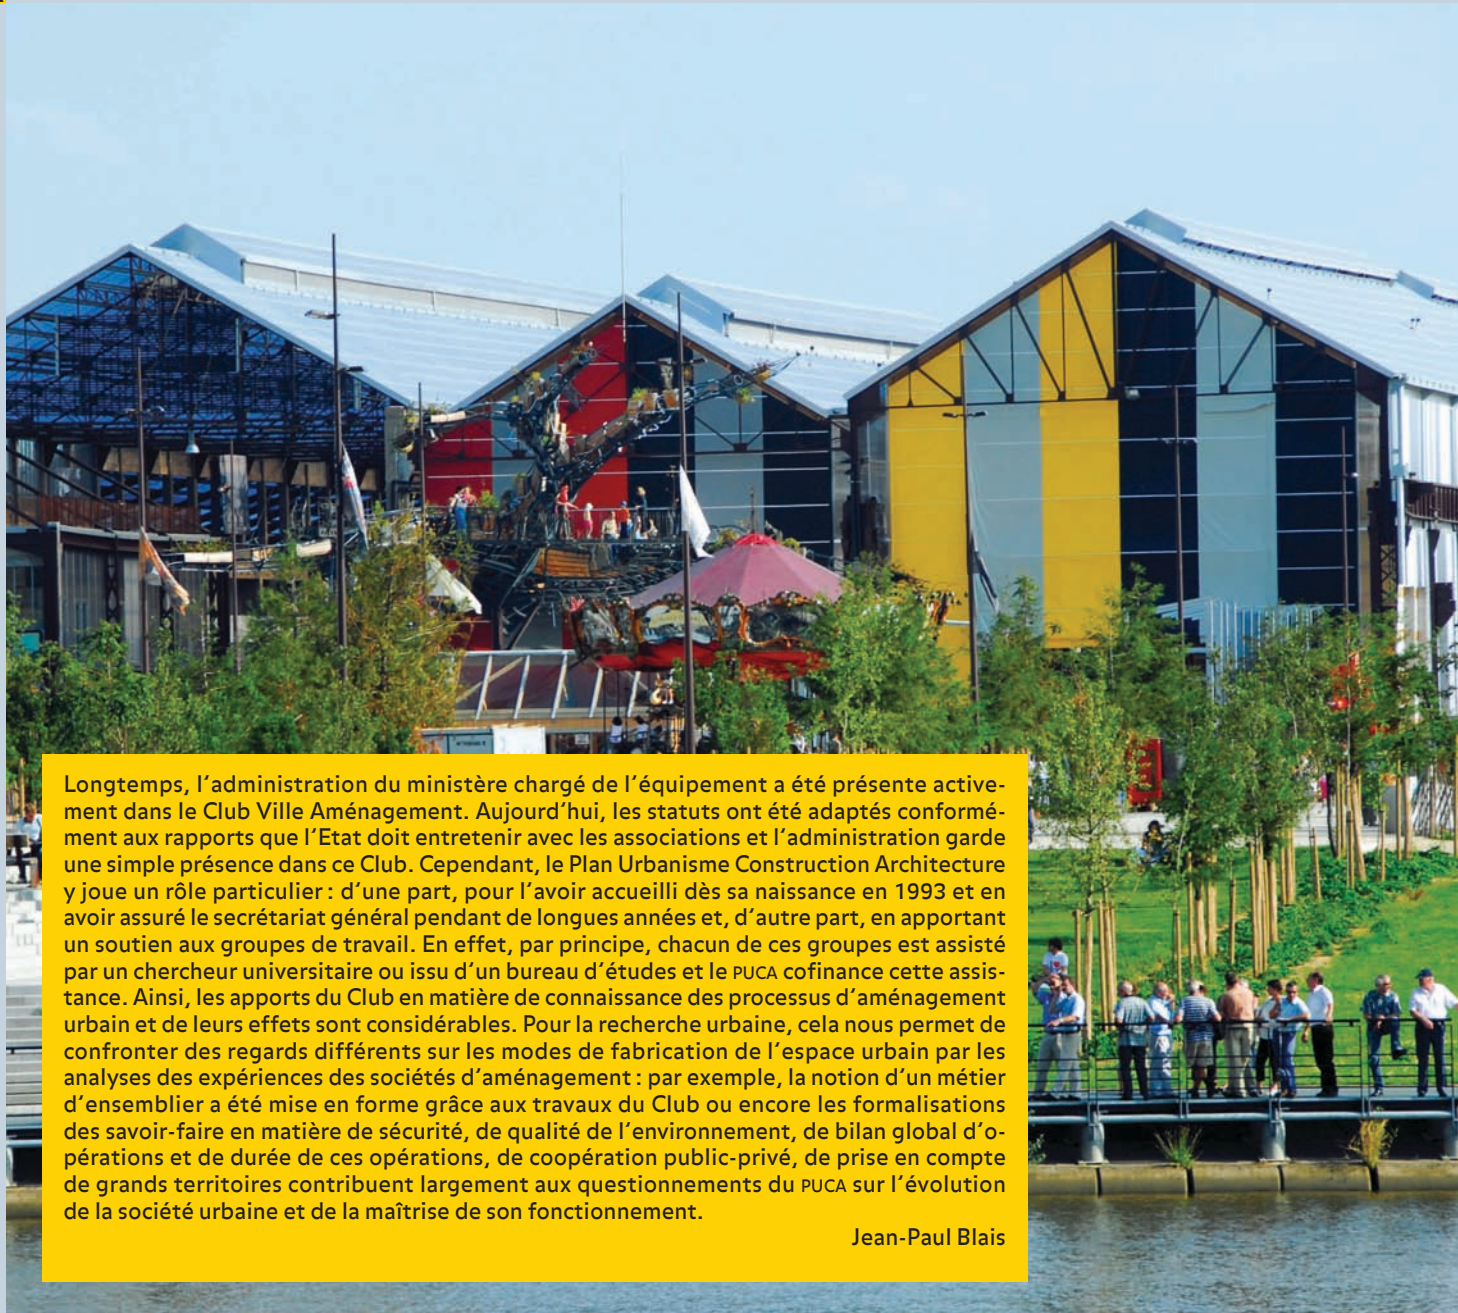 Longtemps, l'administration du ministère chargé de l'équipement a été présente active-
ment dans le Club Ville Aménagement. Aujourd'hui, les statuts ont été adaptés conformé-
ment aux rapports que l'Etat doit entretenir avec les associations et l'administration garde
une simple présence dans ce Club. Cependant, le Plan Urbanisme Construction Architecture
y joue un rôle particulier : d'une part, pour l'avoir accueilli dès sa naissance en 1993 et en
avoir assuré le secrétariat général pendant de longues années et, d'autre part, en apportant
un soutien aux groupes de travail. En effet, par principe, chacun de ces groupes est assisté
par un chercheur universitaire ou issu d'un bureau d'études et le PUCA cofinance cette assis-
tance. Ainsi, les apports du Club en matière de connaissance des processus d'aménagement
urbain et de leurs effets sont considérables. Pour la recherche urbaine, cela nous permet de
confronter des regards différents sur les modes de fabrication de l'espace urbain par les
analyses des expériences des sociétés d'aménagement : par exemple, la notion d'un métier
d'ensemblier a été mise en forme grâce aux travaux du Club ou encore les formalisations
des savoir-faire en matière de sécurité, de qualité de l'environnement, de bilan global d'o-
pérations et de durée de ces opérations, de coopération public-privé, de prise en compte
de grands territoires contribuent largement aux questionnements du PUCA sur l'évolution
de la société urbaine et de la maîtrise de son fonctionnement.
Jean-Paul Blais